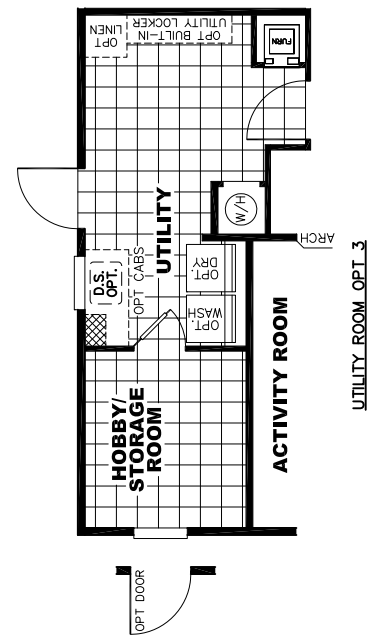 OPT
LINEN
OPT BUILT-IN
UTILITY LOCKER
FURN
W/H
ARCH
UTILITY
OPT CABS
D.S.
OPT.
OPT.
DRY
OPT.
WASH
HOBBY/
STORAGE
ROOM
ACTIVITY ROOM
UTILITY ROOM OPT 3
OPT DOOR